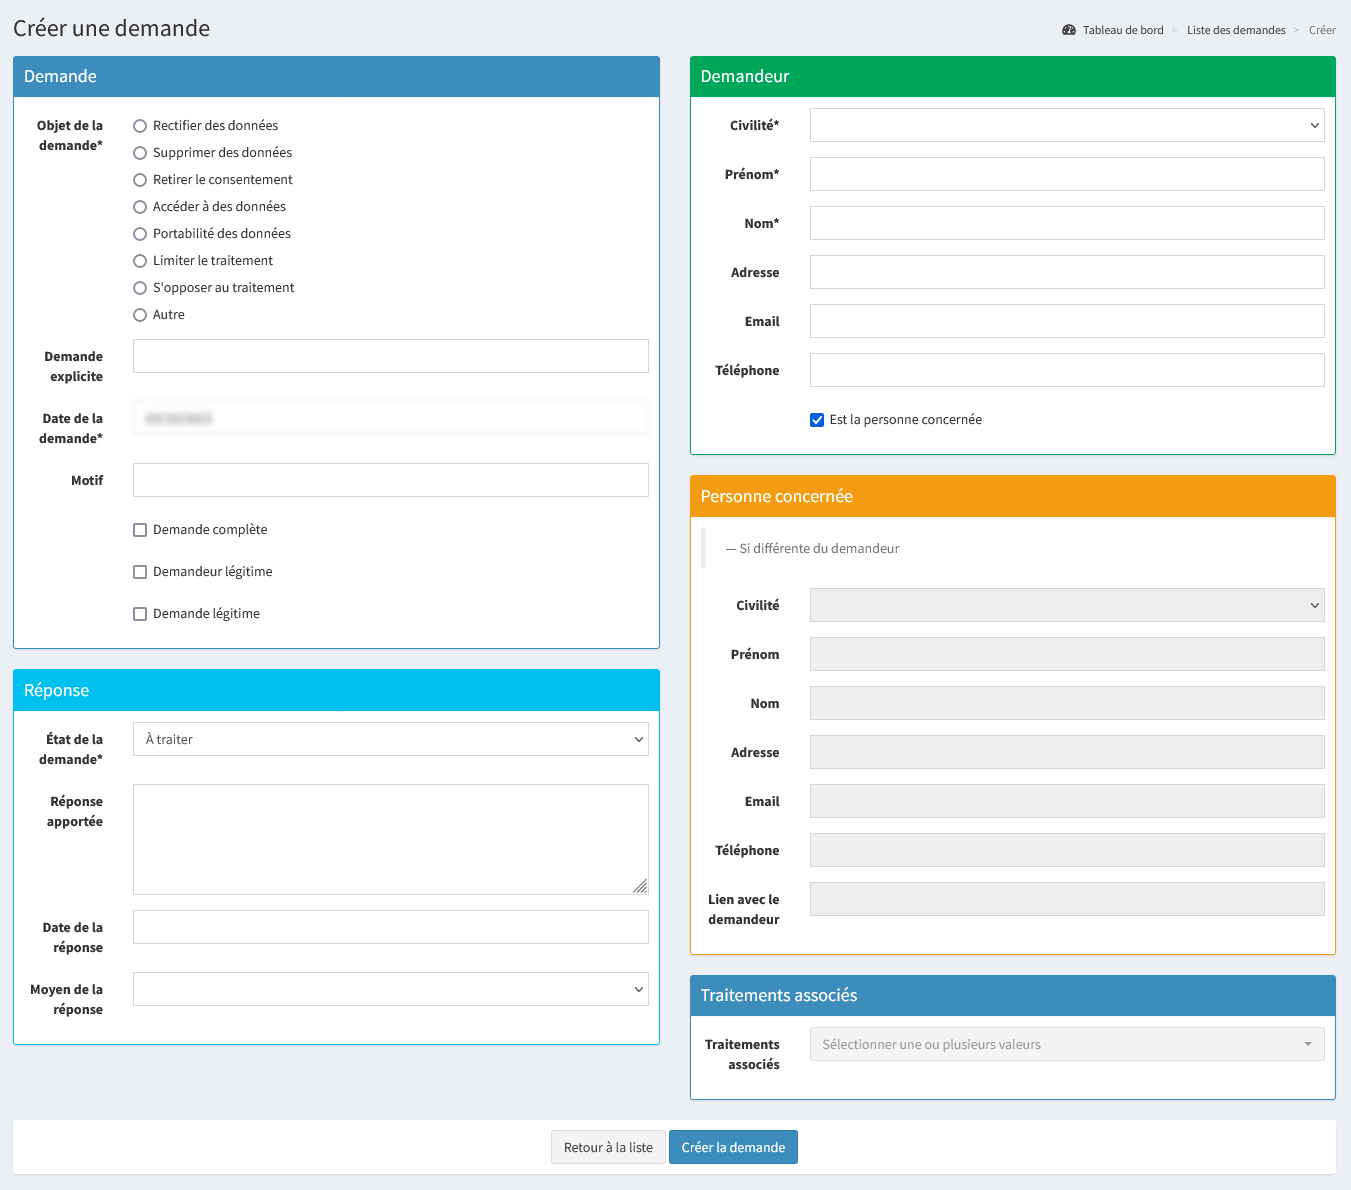 Créer une demande
Tableau de bord > Liste des demandes > Créer
Demande
Objet de la
demande*
Rectifier des données
Supprimer des données
Retirer le consentement
Accéder à des données
Portabilité des données
Limiter le traitement
S'opposer au traitement
Autre
Demande
explicite
Date de la
demande*
Motif
Demande complète
Demandeur légitime
Demande légitime
Réponse
État de la
demande*
À traiter
Réponse
apportée
Date de la
réponse
Moyen de la
réponse
Demandeur
Civilité*
Prénom*
Nom*
Adresse
Email
Téléphone
Est la personne concernée
Personne concernée
— Si différente du demandeur
Civilité
Prénom
Nom
Adresse
Email
Téléphone
Lien avec le
demandeur
Traitements associés
Traitements
associés
Sélectionner une ou plusieurs valeurs
Retour à la liste
Créer la demande